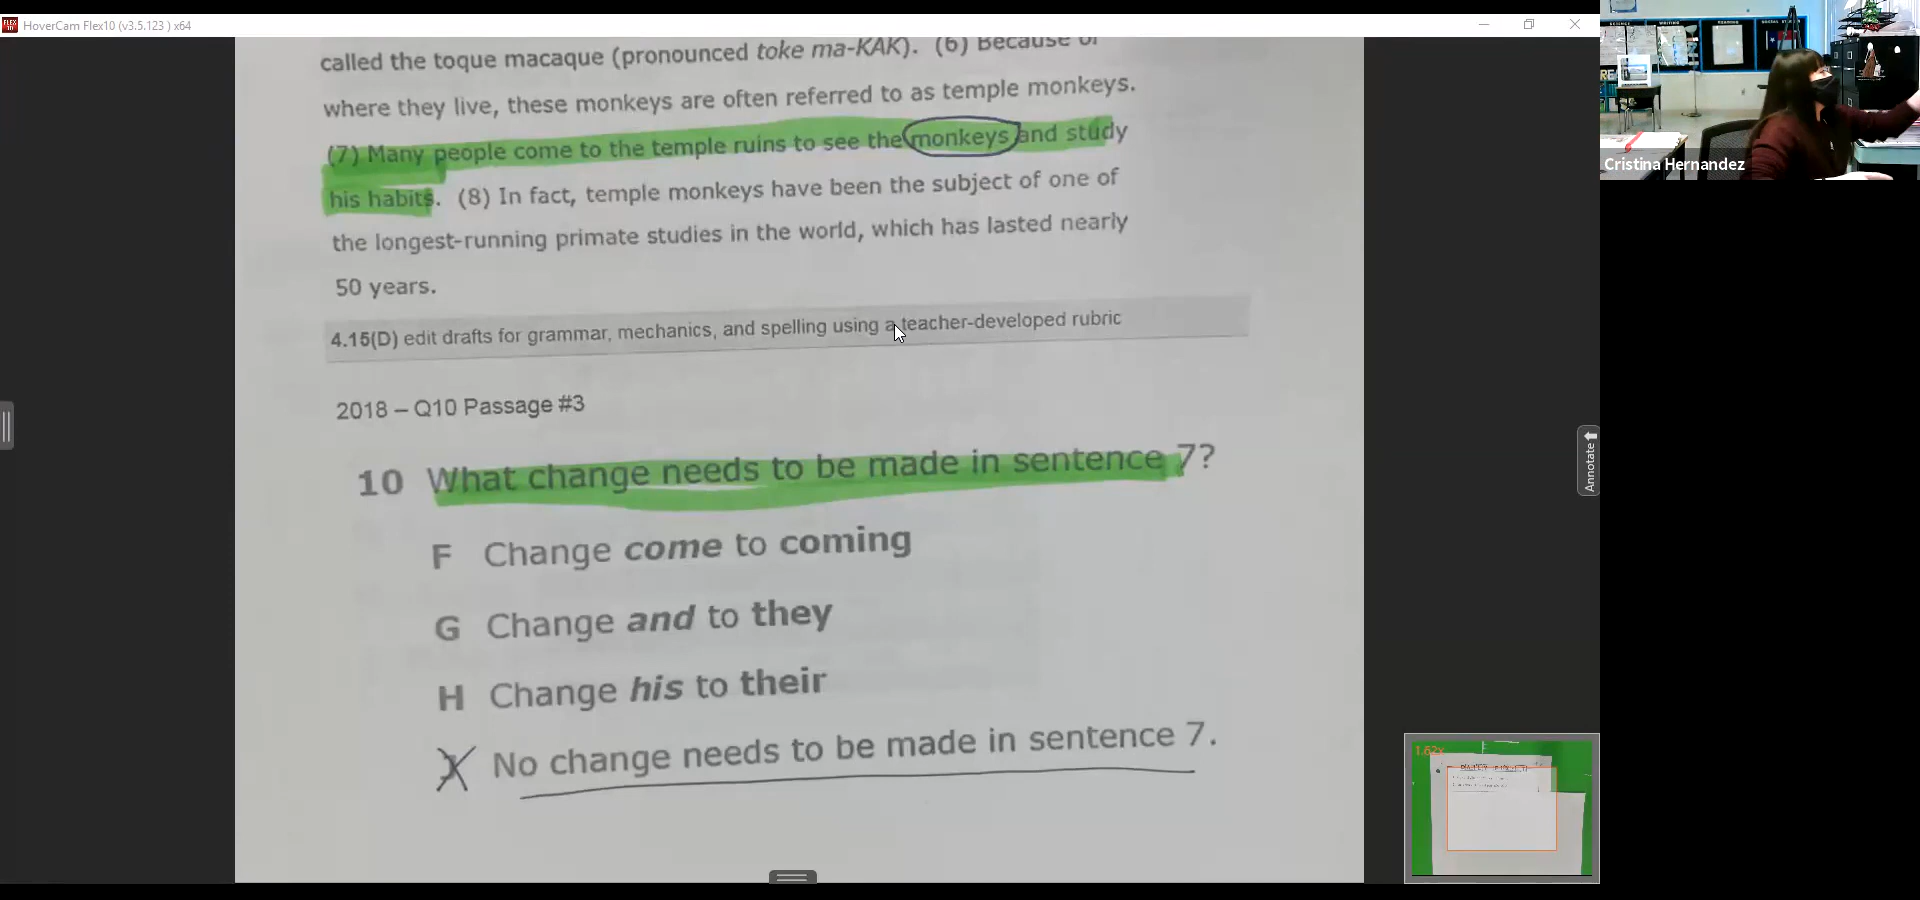 HoverCam Flex10 (v3.5.123 ) x64
called the toque macaque (pronounced toke ma-KAK). (6) Because of
where they live, these monkeys are often referred to as temple monkeys.
(7) Many people come to the temple ruins to see the monkeys and study
his habits. (8) In fact, temple monkeys have been the subject of one of
the longest-running primate studies in the world, which has lasted nearly
50 years.
4.15(D) edit drafts for grammar, mechanics, and spelling using a teacher-developed rubric
2018 – Q10 Passage #3
10 What change needs to be made in sentence 7?
F Change come to coming
G Change and to they
H Change his to their
J No change needs to be made in sentence 7.
Annotate
Cristina Hernandez
WRITING
READING
1.62x